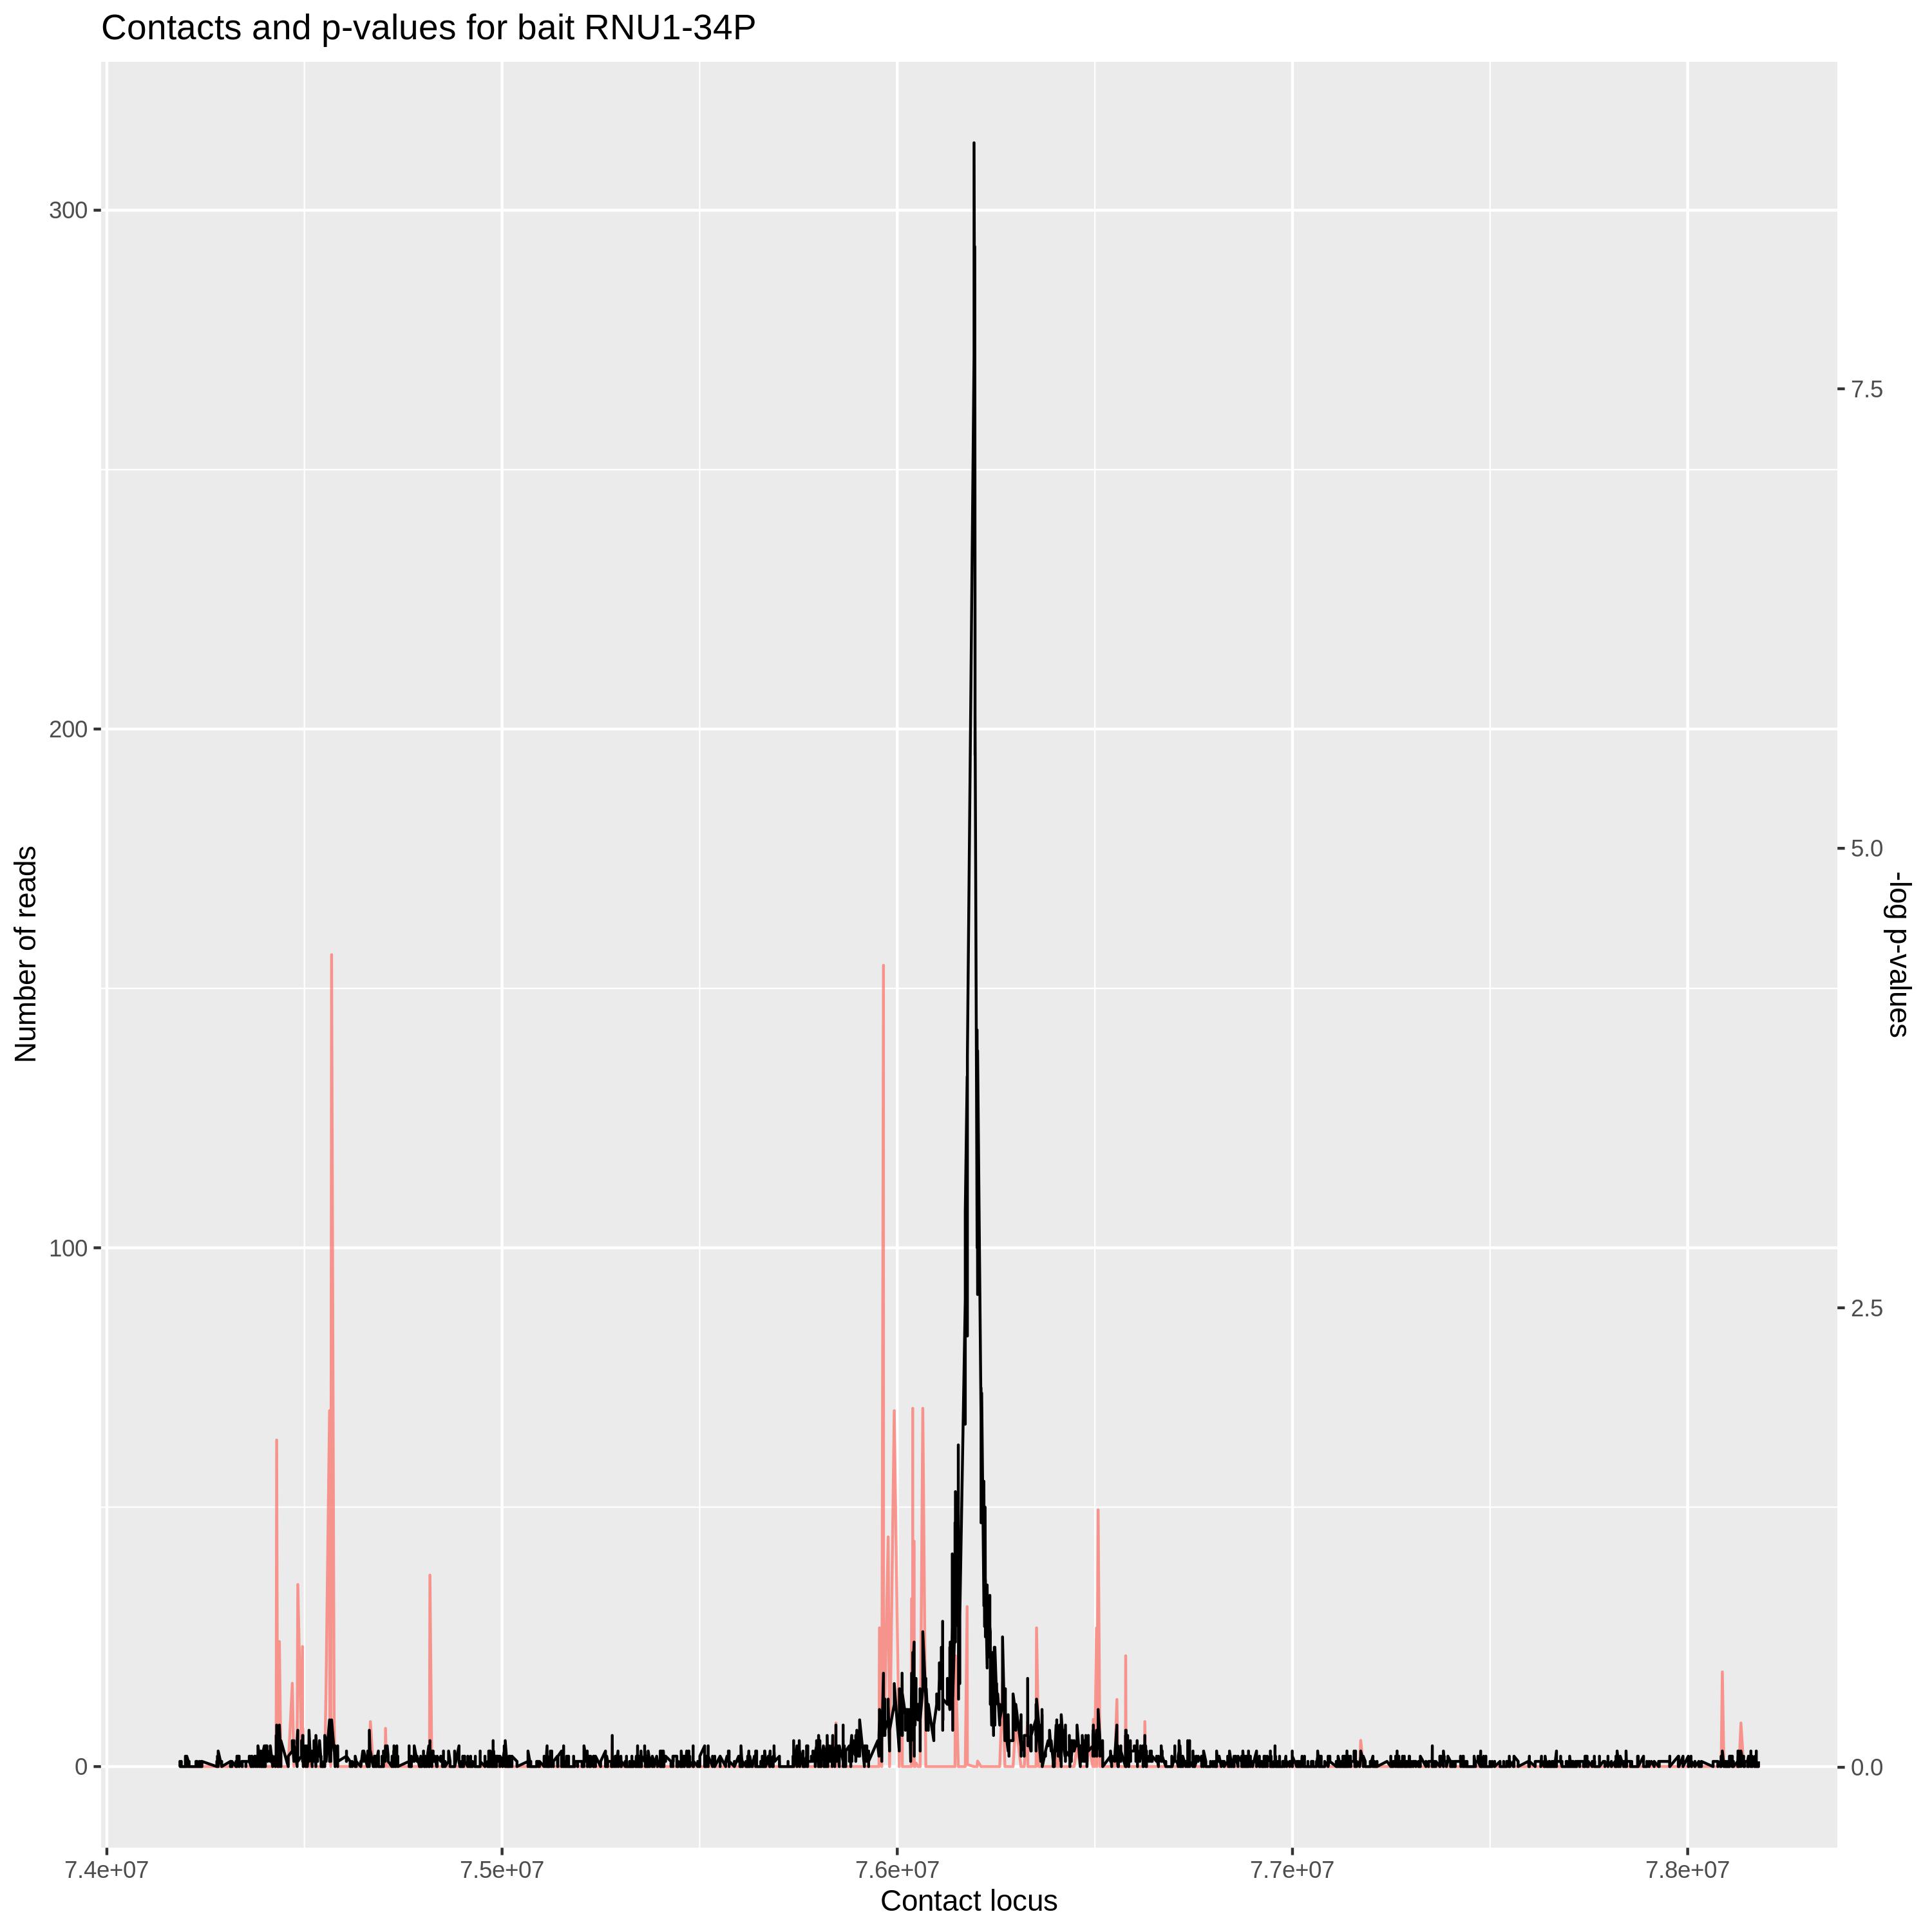 Contacts and p-values for bait RNU1-34P
300
200
100
0
Number of reads
7.5
5.0
2.5
0.0
-log p-values
7.4e+07 7.5e+07 7.6e+07 7.7e+07 7.8e+07
Contact locus